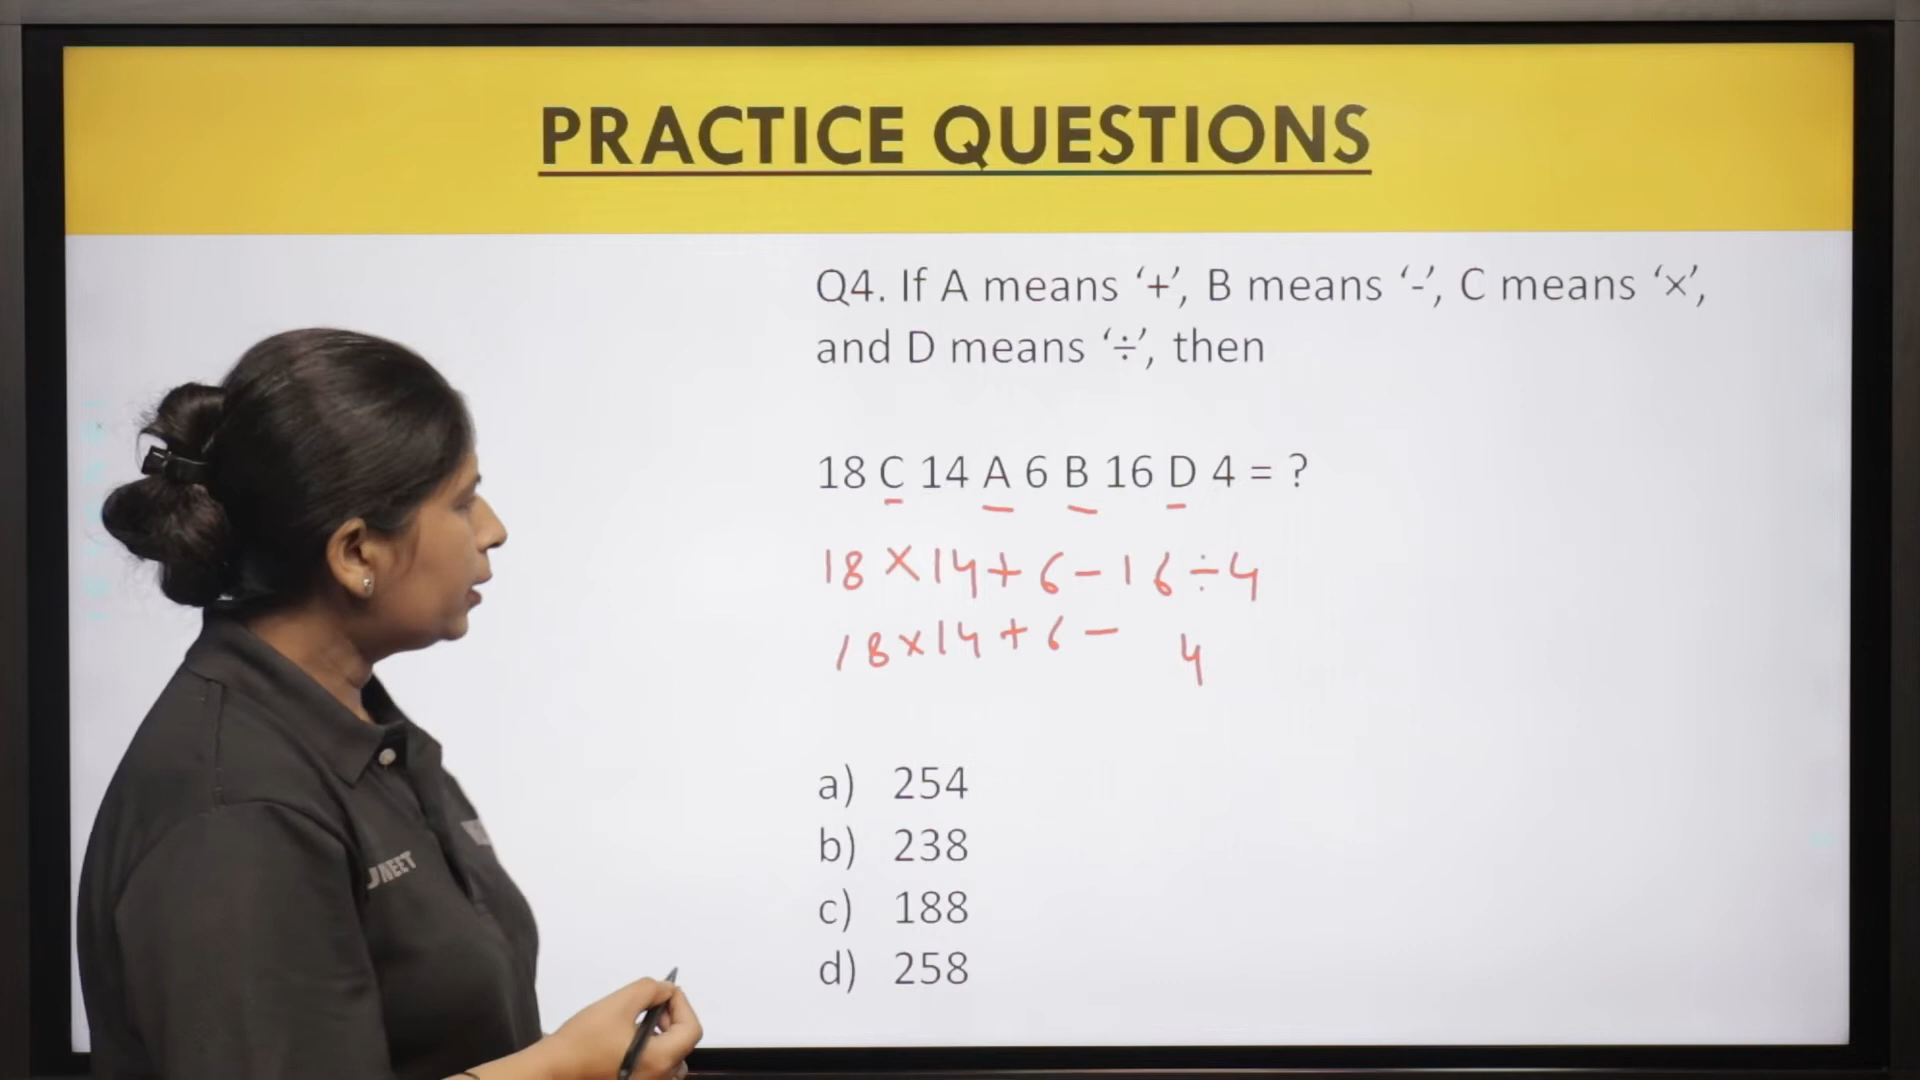 PRACTICE QUESTIONS
Q4. If A means ‘+’, B means ‘-’, C means ‘×’,
and D means ‘÷’, then
18 C 14 A 6 B 16 D 4 = ?
18 × 14 + 6 - 16 ÷ 4
18 × 14 + 6 - 4
a) 254
b) 238
c) 188
d) 258